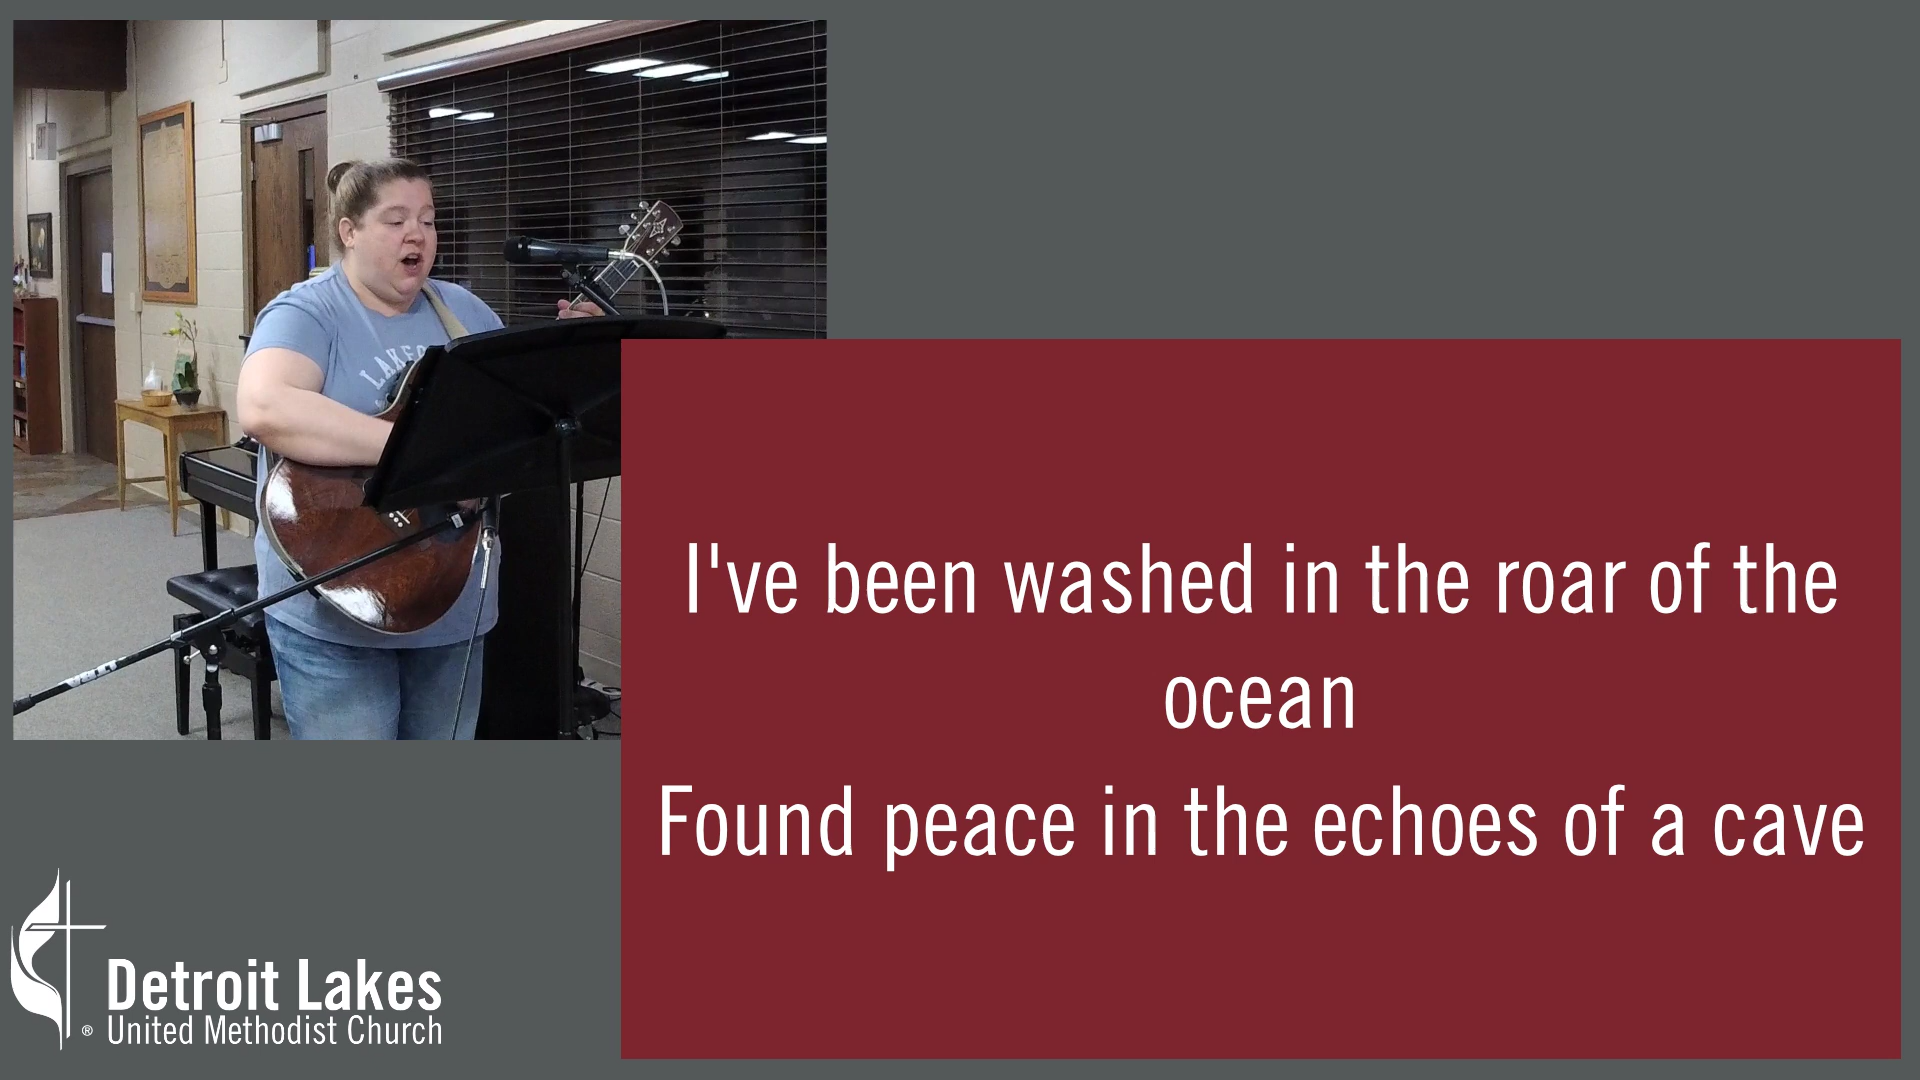 LAKE
I've been washed in the roar of the
ocean
Found peace in the echoes of a cave
Detroit Lakes
® United Methodist Church